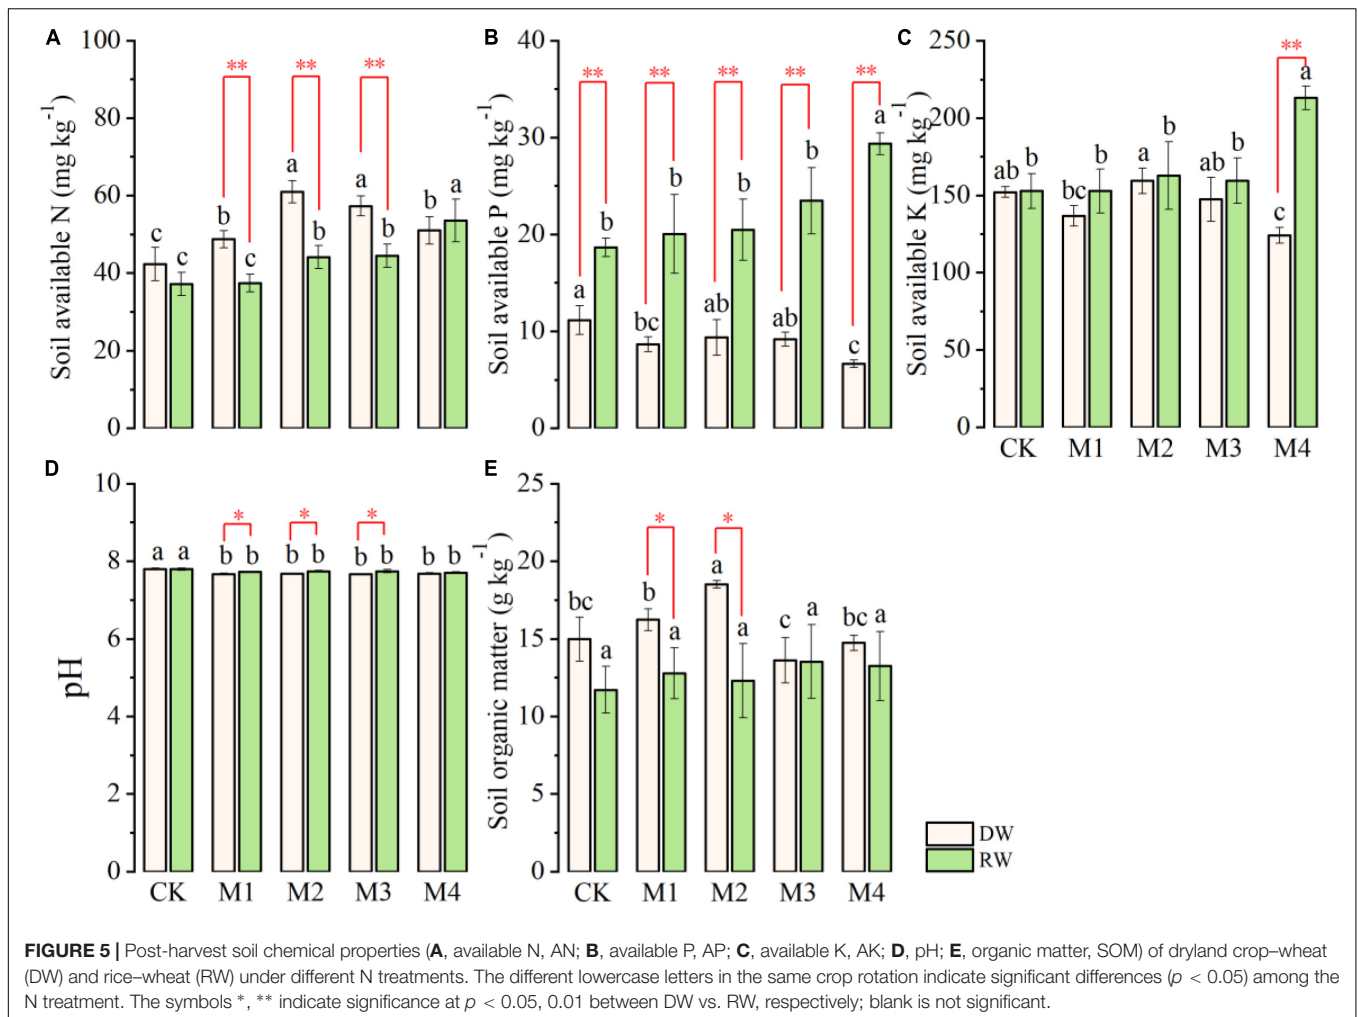 A
B
C
100
80
60
40
20
0
Soil available N (mg kg-1)
** ** **
c c b c a b a b b a
40
30
20
10
0
Soil available P (mg kg-1)
** ** ** ** **
a b bc b ab b ab b c a
250
200
150
100
50
0
Soil available K (mg kg-1)
**
ab b bc b a b ab b c a
CK M1 M2 M3 M4
D
E
10
8
6
4
2
0
pH
* * *
a a b b b b b b b b
CK M1 M2 M3 M4
25
20
15
10
5
0
Soil organic matter (g kg-1)
* *
bc a b a a a c a bc a
CK M1 M2 M3 M4
DW
RW
FIGURE 5 | Post-harvest soil chemical properties (A, available N, AN; B, available P, AP; C, available K, AK; D, pH; E, organic matter, SOM) of dryland crop–wheat
(DW) and rice–wheat (RW) under different N treatments. The different lowercase letters in the same crop rotation indicate significant differences (p < 0.05) among the
N treatment. The symbols *, ** indicate significance at p < 0.05, 0.01 between DW vs. RW, respectively; blank is not significant.